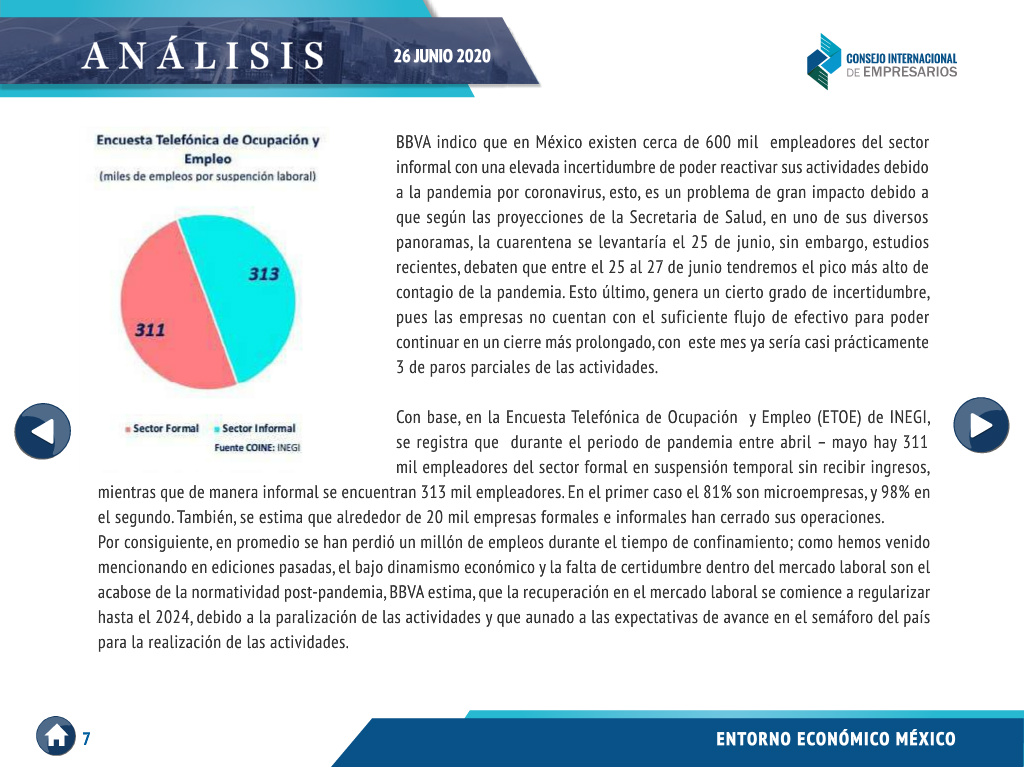 ANÁLISIS
26 JUNIO 2020
CONSEJO INTERNACIONAL
DE EMPRESARIOS
Encuesta Telefónica de Ocupación y
Empleo
(miles de empleos por suspención laboral)
313
311
Sector Formal Sector Informal
Fuente COINE: INEGI
BBVA indico que en México existen cerca de 600 mil empleadores del sector
informal con una elevada incertidumbre de poder reactivar sus actividades debido
a la pandemia por coronavirus, esto, es un problema de gran impacto debido a
que según las proyecciones de la Secretaria de Salud, en uno de sus diversos
panoramas, la cuarentena se levantaría el 25 de junio, sin embargo, estudios
recientes, debaten que entre el 25 al 27 de junio tendremos el pico más alto de
contagio de la pandemia. Esto último, genera un cierto grado de incertidumbre,
pues las empresas no cuentan con el suficiente flujo de efectivo para poder
continuar en un cierre más prolongado, con este mes ya sería casi prácticamente
3 de paros parciales de las actividades.
Con base, en la Encuesta Telefónica de Ocupación y Empleo (ETOE) de INEGI,
se registra que durante el periodo de pandemia entre abril – mayo hay 311
mil empleadores del sector formal en suspensión temporal sin recibir ingresos,
mientras que de manera informal se encuentran 313 mil empleadores. En el primer caso el 81% son microempresas, y 98% en
el segundo. También, se estima que alrededor de 20 mil empresas formales e informales han cerrado sus operaciones.
Por consiguiente, en promedio se han perdió un millón de empleos durante el tiempo de confinamiento; como hemos venido
mencionando en ediciones pasadas, el bajo dinamismo económico y la falta de certidumbre dentro del mercado laboral son el
acabose de la normatividad post-pandemia, BBVA estima, que la recuperación en el mercado laboral se comience a regularizar
hasta el 2024, debido a la paralización de las actividades y que aunado a las expectativas de avance en el semáforo del país
para la realización de las actividades.
7
ENTORNO ECONÓMICO MÉXICO